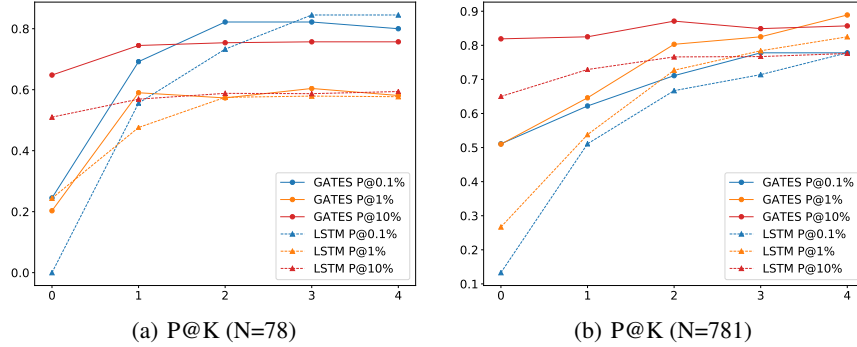 0.8
0.6
0.4
0.2
0.0
0 1 2 3 4
GATES P@0.1%
GATES P@1%
GATES P@10%
LSTM P@0.1%
LSTM P@1%
LSTM P@10%
(a) P@K (N=78)
0.9
0.8
0.7
0.6
0.5
0.4
0.3
0.2
0.1
0 1 2 3 4
GATES P@0.1%
GATES P@1%
GATES P@10%
LSTM P@0.1%
LSTM P@1%
LSTM P@10%
(b) P@K (N=781)